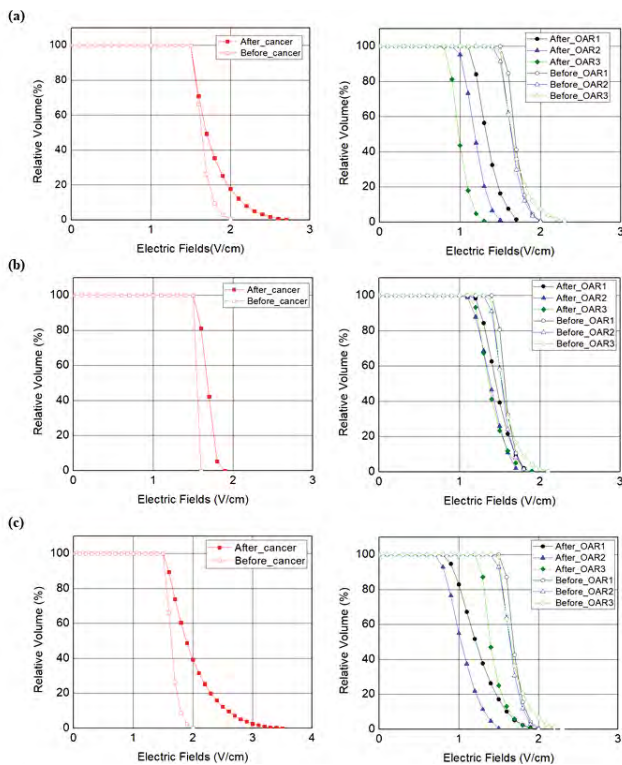 (a)
100
80
60
40
20
0
Relative Volume(%)
0 1 2 3
Electric Fields(V/cm)
After_cancer
Before_cancer
100
80
60
40
20
0
Relative Volume (%)
0 1 2 3
Electric Fields(V/cm)
After_OAR1
After_OAR2
After_OAR3
Before_OAR1
Before_OAR2
Before_OAR3
(b)
100
80
60
40
20
0
Relative Volume (%)
0 1 2 3
Electric Fields (V/cm)
After_cancer
Before_cancer
100
80
60
40
20
0
Relative Volume (%)
0 1 2 3
Electric Fields (V/cm)
After_OAR1
After_OAR2
After_OAR3
Before_OAR1
Before_OAR2
Before_OAR3
(c)
100
80
60
40
20
0
Relative Volume (%)
0 1 2 3 4
Electric Fields (V/cm)
After_cancer
Before_cancer
100
80
60
40
20
0
Relative Volume (%)
0 1 2 3
Electric Fields (V/cm)
After_OAR1
After_OAR2
After_OAR3
Before_OAR1
Before_OAR2
Before_OAR3